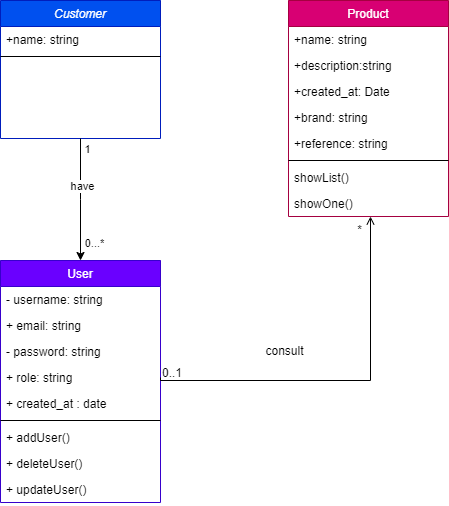 Customer
+name: string
1
have
0...*
Product
+name: string
+description:string
+created_at: Date
+brand: string
+reference: string
showList()
showOne()
*
User
- username: string
+ email: string
- password: string
+ role: string
+ created_at : date
+ addUser()
+ deleteUser()
+ updateUser()
0..1
consult